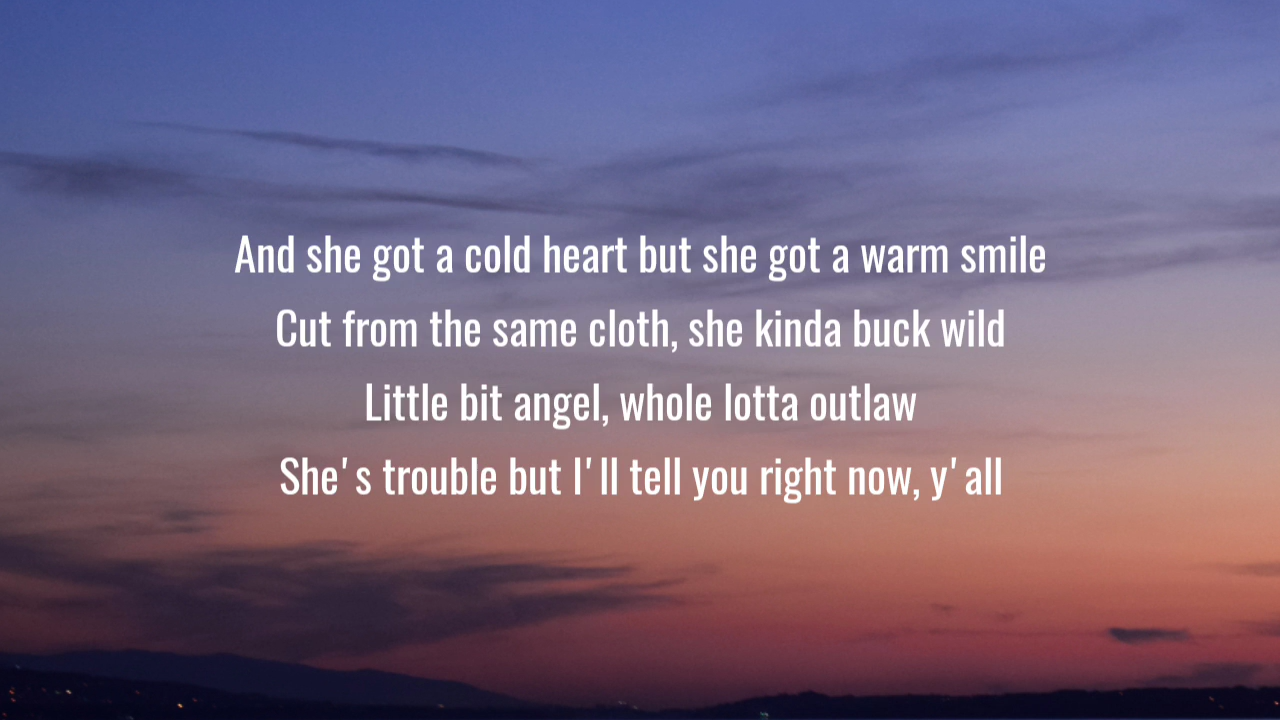 And she got a cold heart but she got a warm smile
Cut from the same cloth, she kinda buck wild
Little bit angel, whole lotta outlaw
She's trouble but I'll tell you right now, y'all